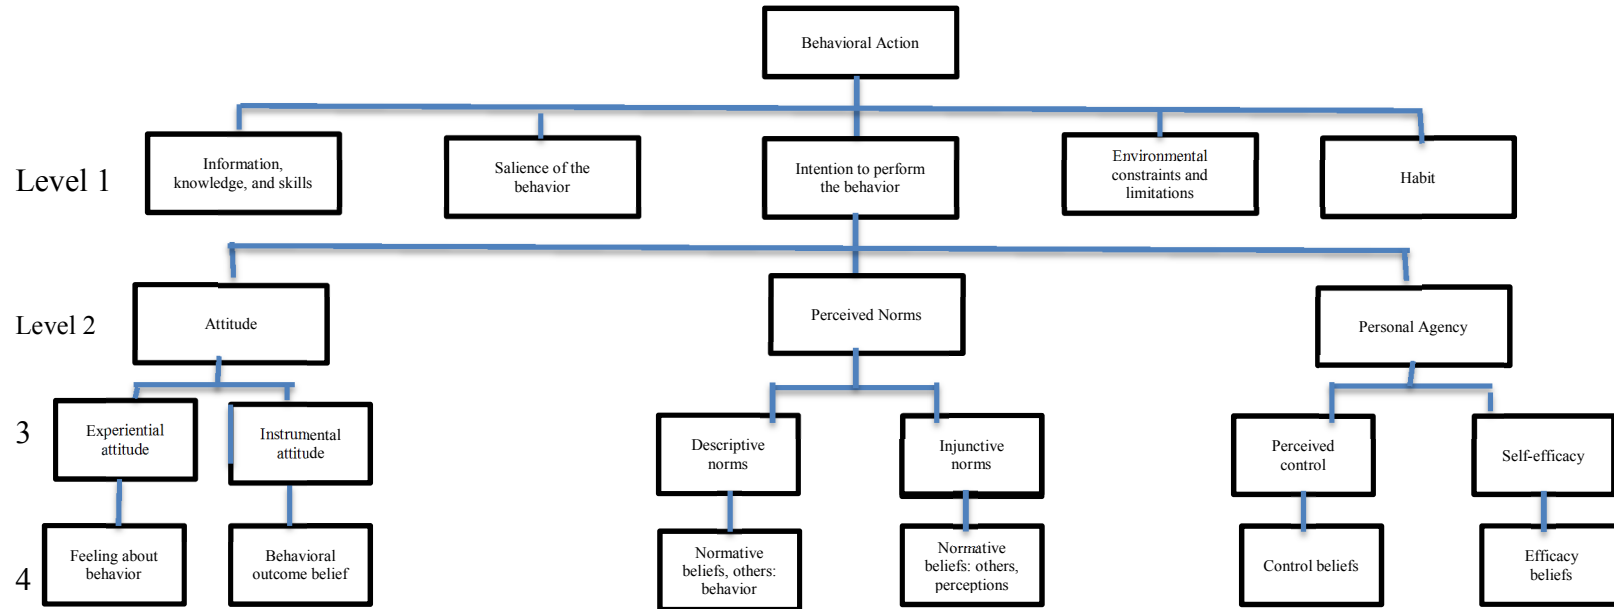 Behavioral Action
Level 1
Information,
knowledge, and skills
Salience of the
behavior
Intention to perform
the behavior
Environmental
constraints and
limitations
Habit
Level 2
Attitude
Perceived Norms
Personal Agency
3
Experiential
attitude
Instrumental
attitude
Descriptive
norms
Injunctive
norms
Perceived
control
Self-efficacy
4
Feeling about
behavior
Behavioral
outcome belief
Normative
beliefs, others:
behavior
Normative
beliefs: others,
perceptions
Control beliefs
Efficacy
beliefs